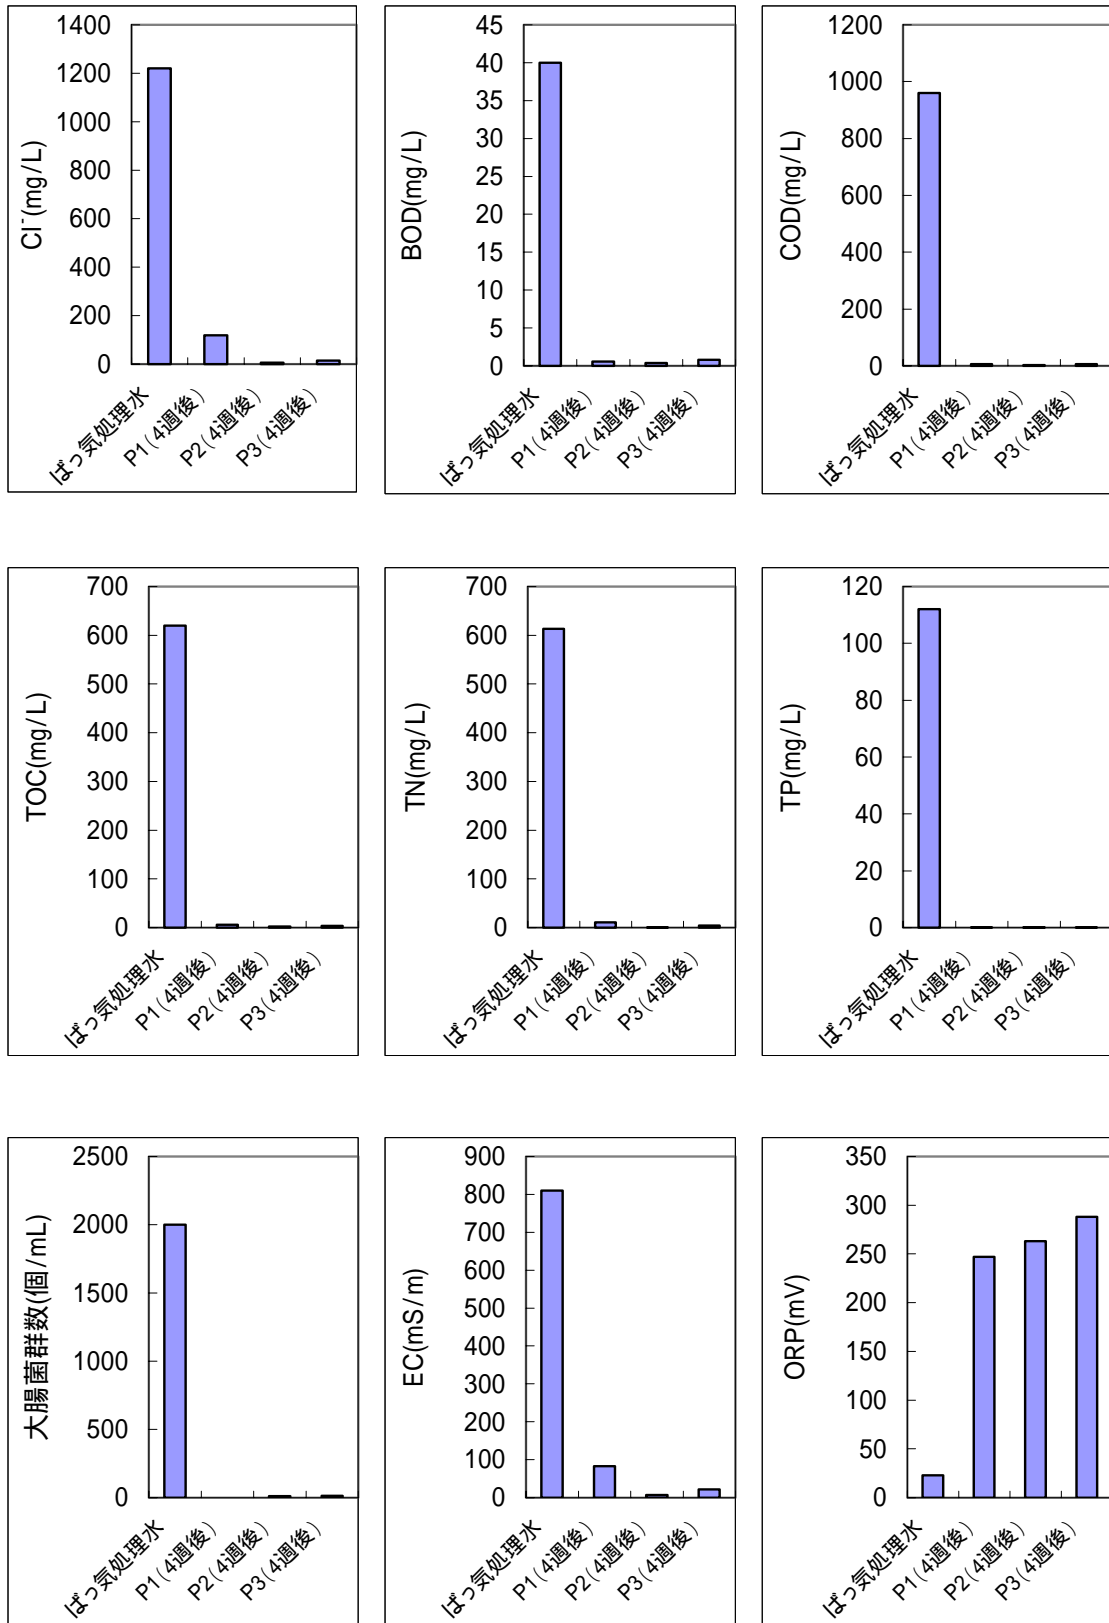 Cl⁻(mg/L)
1400
1200
1000
800
600
400
200
0
ばっ気処理水
P1(4週後)
P2(4週後)
P3(4週後)
BOD(mg/L)
45
40
35
30
25
20
15
10
5
0
ばっ気処理水
P1(4週後)
P2(4週後)
P3(4週後)
COD(mg/L)
1200
1000
800
600
400
200
0
ばっ気処理水
P1(4週後)
P2(4週後)
P3(4週後)
TOC(mg/L)
700
600
500
400
300
200
100
0
ばっ気処理水
P1(4週後)
P2(4週後)
P3(4週後)
TN(mg/L)
700
600
500
400
300
200
100
0
ばっ気処理水
P1(4週後)
P2(4週後)
P3(4週後)
TP(mg/L)
120
100
80
60
40
20
0
ばっ気処理水
P1(4週後)
P2(4週後)
P3(4週後)
大腸菌群数(個/mL)
2500
2000
1500
1000
500
0
ばっ気処理水
P1(4週後)
P2(4週後)
P3(4週後)
EC(mS/m)
900
800
700
600
500
400
300
200
100
0
ばっ気処理水
P1(4週後)
P2(4週後)
P3(4週後)
ORP(mV)
350
300
250
200
150
100
50
0
ばっ気処理水
P1(4週後)
P2(4週後)
P3(4週後)